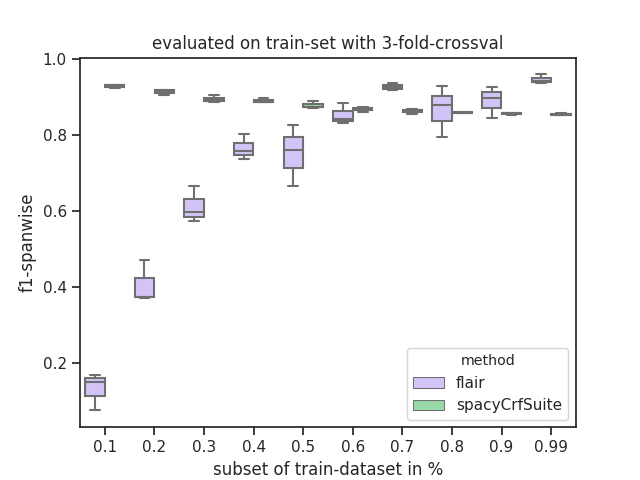 evaluated on train-set with 3-fold-crossval
1.0
0.8
0.6
0.4
0.2
f1-spanwise
method
flair
spacyCrfSuite
0.1 0.2 0.3 0.4 0.5 0.6 0.7 0.8 0.9 0.99
subset of train-dataset in %